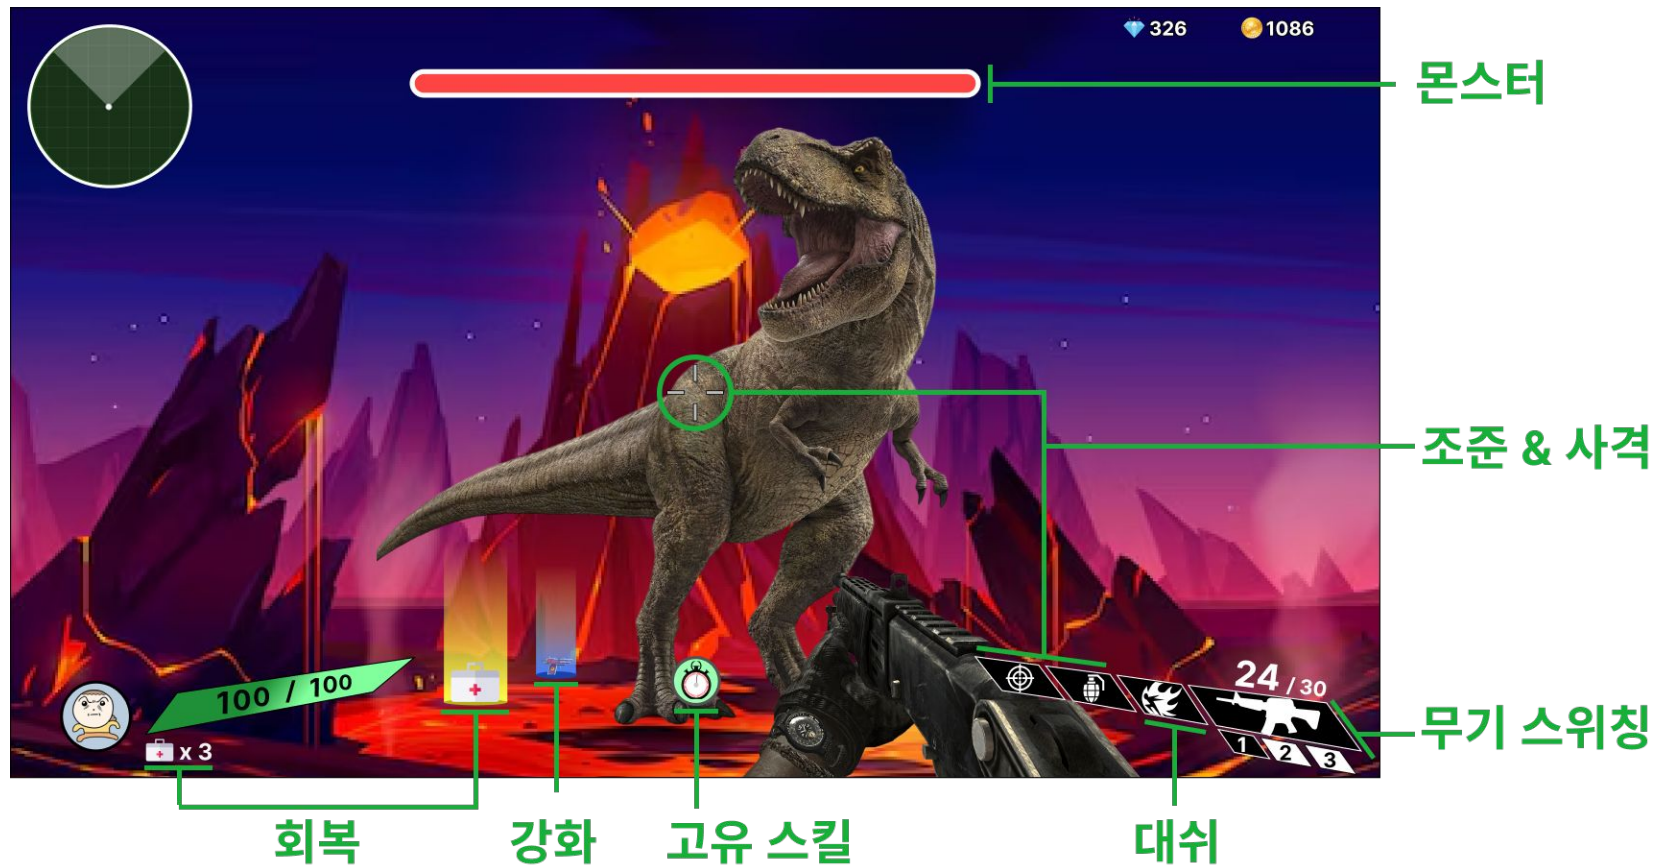 326
1086
몬스터
조준 & 사격
100 / 100
x 3
24 / 30
1
2
3
무기 스위칭
회복
강화
고유 스킬
대쉬